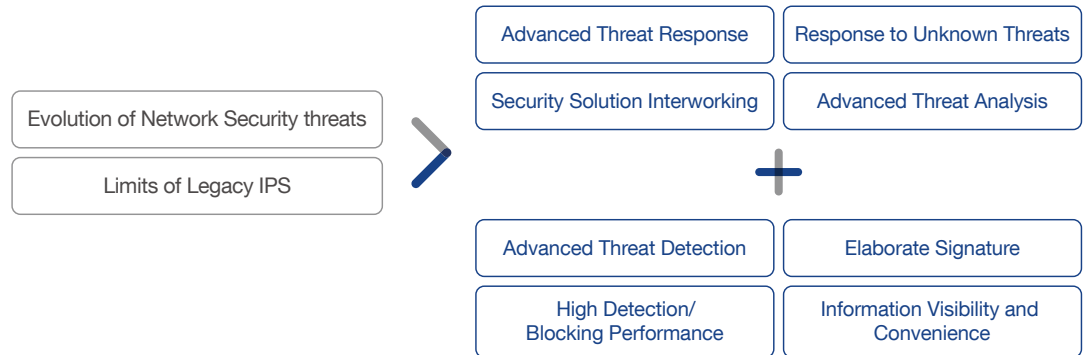 Evolution of Network Security threats
Limits of Legacy IPS
Advanced Threat Response
Response to Unknown Threats
Security Solution Interworking
Advanced Threat Analysis
Advanced Threat Detection
Elaborate Signature
High Detection/
Blocking Performance
Information Visibility and
Convenience